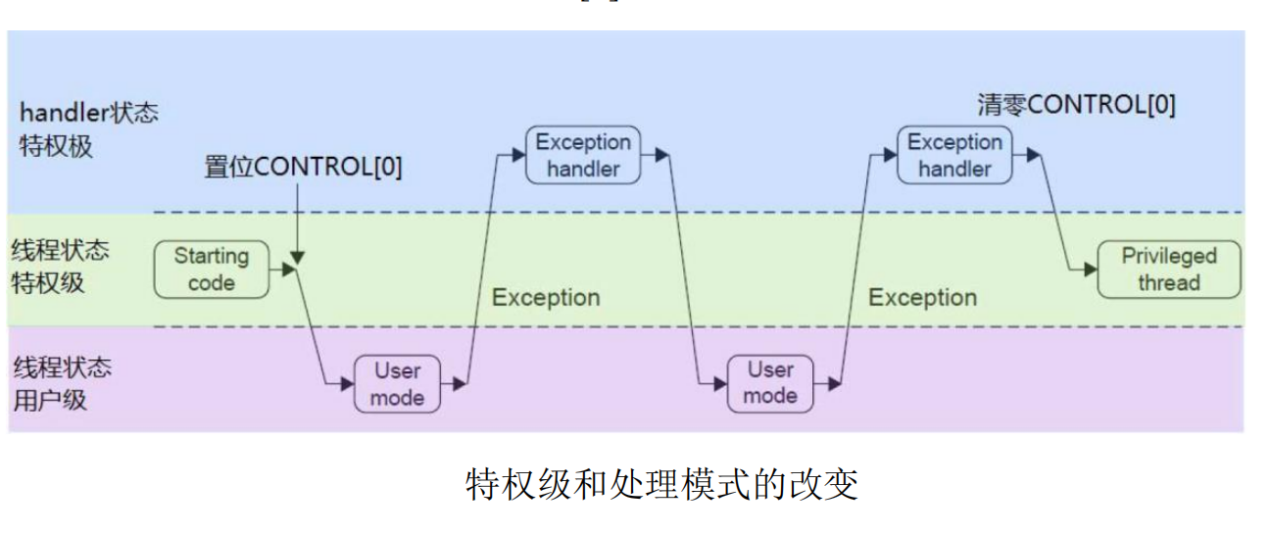 handler状态
特权极
置位CONTROL[0]
Exception
handler
清零CONTROL[0]
Exception
handler
线程状态
特权级
Starting
code
Exception
Exception
Privileged
thread
线程状态
用户级
User
mode
User
mode
特权级和处理模式的改变